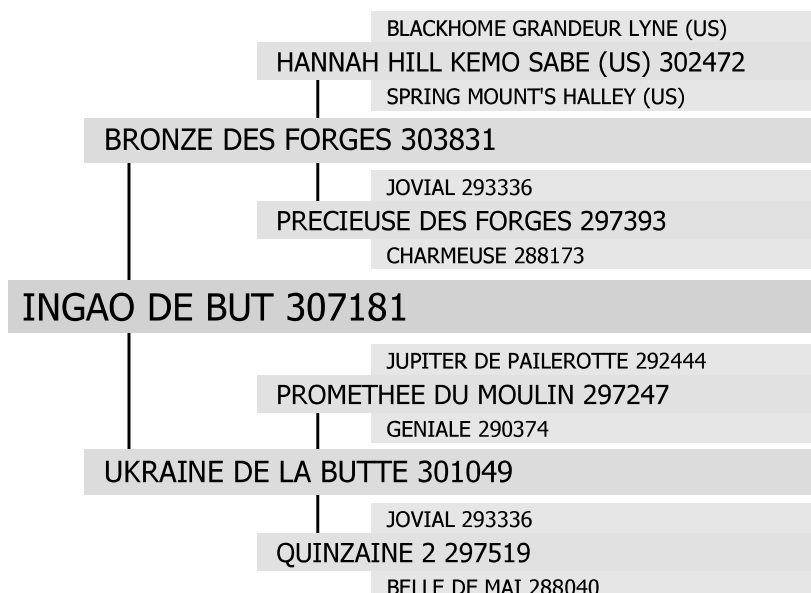 BLACKHOME GRANDEUR LYNE (US)
HANNAH HILL KEMO SABE (US) 302472
SPRING MOUNT'S HALLEY (US)
BRONZE DES FORGES 303831
JOVIAL 293336
PRECIEUSE DES FORGES 297393
CHARMEUSE 288173
INGAO DE BUT 307181
JUPITER DE PAILEROTTE 292444
PROMETHEE DU MOULIN 297247
GENIALE 290374
UKRAINE DE LA BUTTE 301049
JOVIAL 293336
QUINZAINE 2 297519
BELLE DE MAI 288040